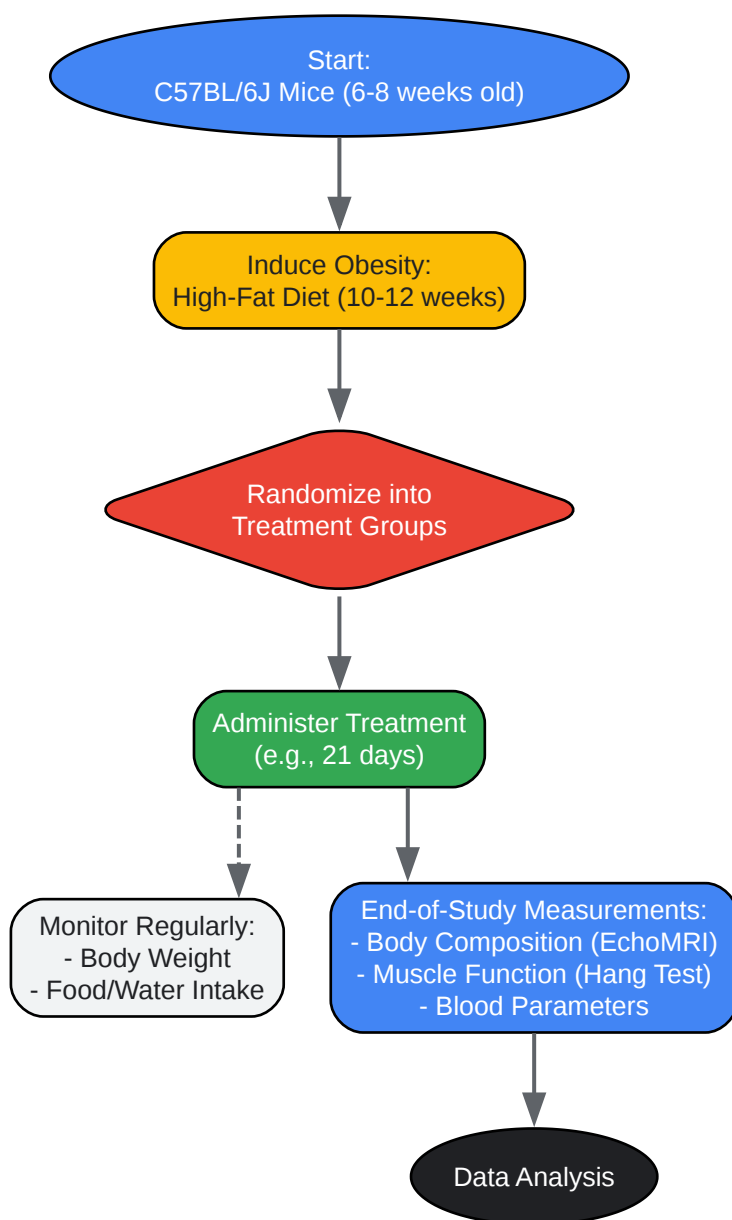 Start:
C57BL/6J Mice (6-8 weeks old)
Induce Obesity:
High-Fat Diet (10-12 weeks)
Randomize into
Treatment Groups
Administer Treatment
(e.g., 21 days)
Monitor Regularly:
- Body Weight
- Food/Water Intake
End-of-Study Measurements:
- Body Composition (EchoMRI)
- Muscle Function (Hang Test)
- Blood Parameters
Data Analysis